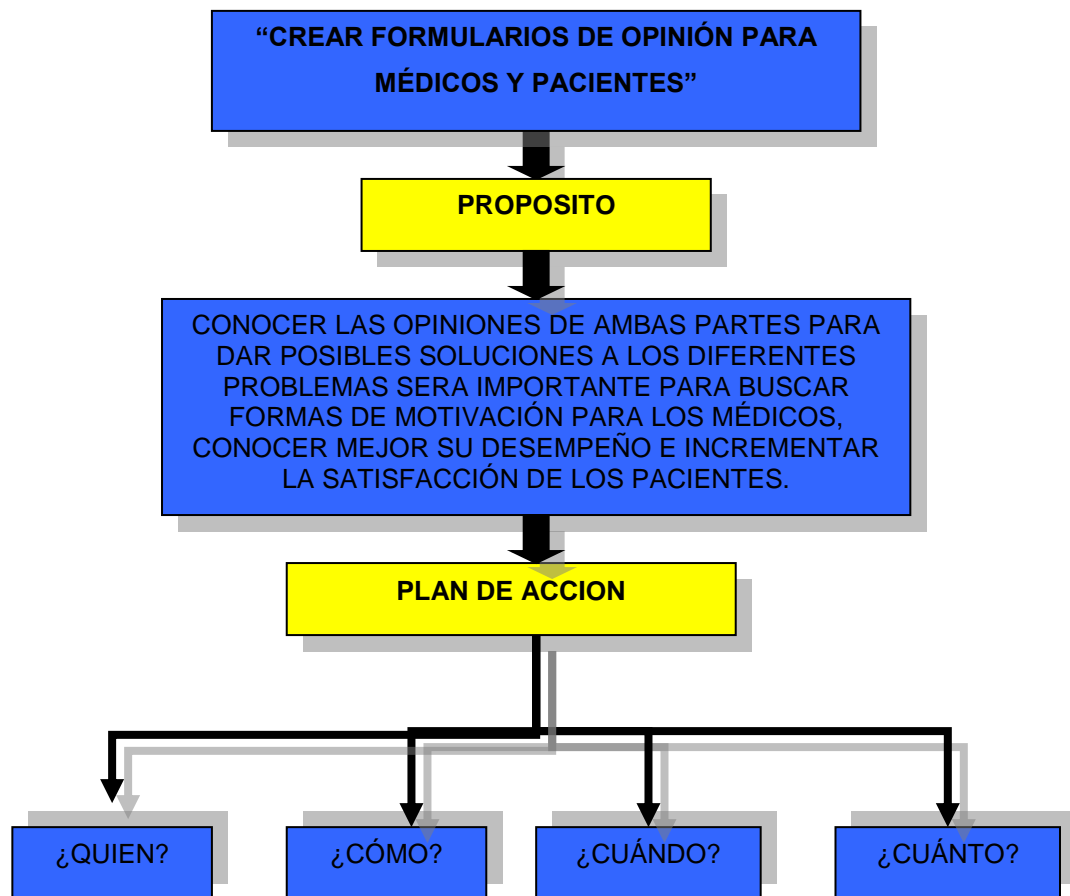 “CREAR FORMULARIOS DE OPINIÓN PARA
MÉDICOS Y PACIENTES”
PROPOSITO
CONOCER LAS OPINIONES DE AMBAS PARTES PARA
DAR POSIBLES SOLUCIONES A LOS DIFERENTES
PROBLEMAS SERA IMPORTANTE PARA BUSCAR
FORMAS DE MOTIVACIÓN PARA LOS MÉDICOS,
CONOCER MEJOR SU DESEMPEÑO E INCREMENTAR
LA SATISFACCIÓN DE LOS PACIENTES.
PLAN DE ACCION
¿QUIEN?
¿CÓMO?
¿CUÁNDO?
¿CUÁNTO?